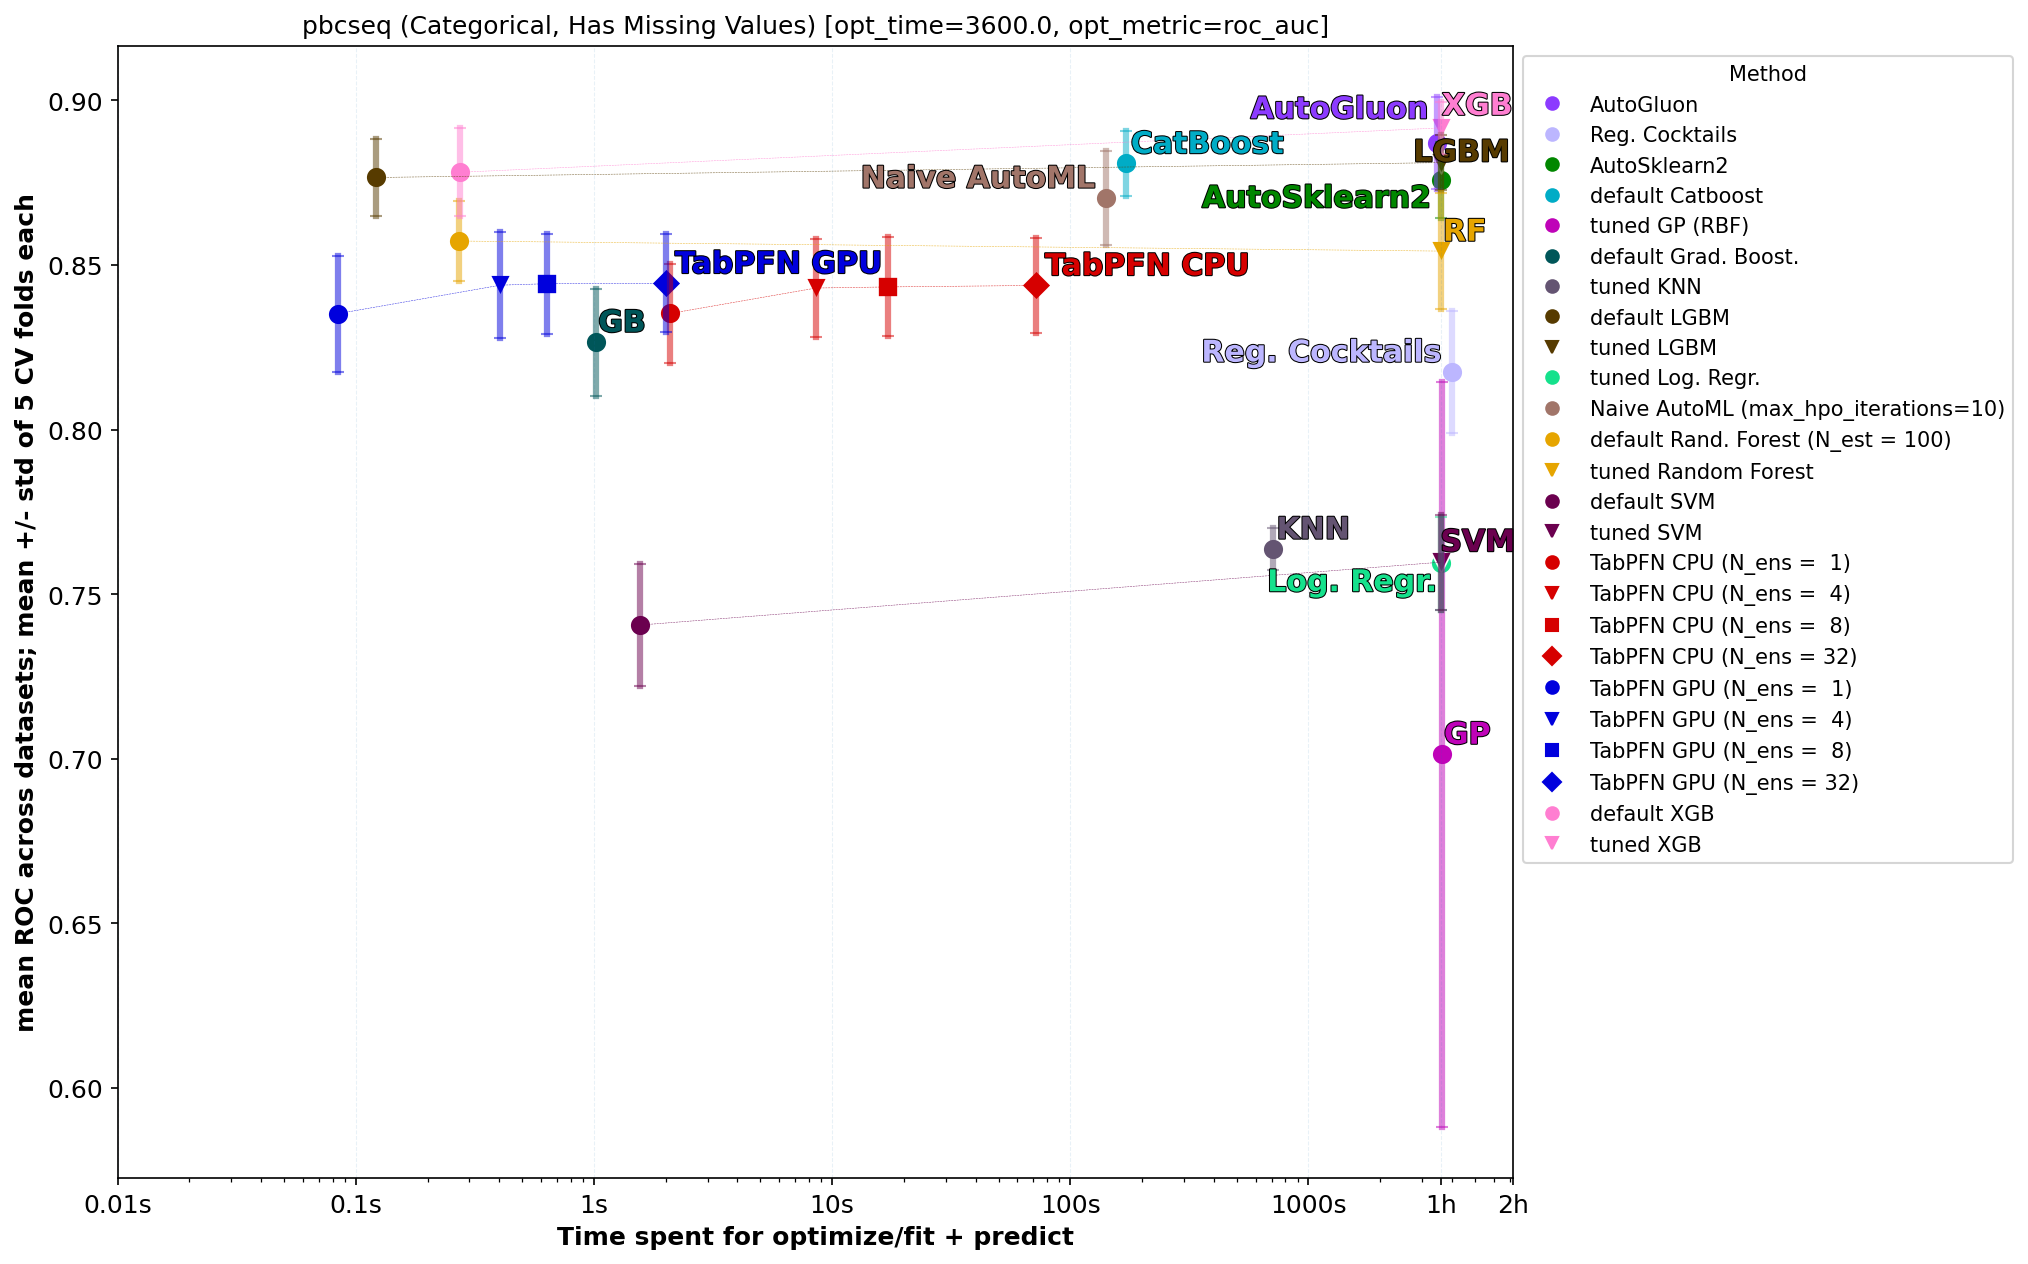 pbcseq (Categorical, Has Missing Values) [opt_time=3600.0, opt_metric=roc_auc]
mean ROC across datasets; mean +/- std of 5 CV folds each
0.90
0.85
0.80
0.75
0.70
0.65
0.60
AutoGluon
XGB
CatBoost
LGBM
Naive AutoML
AutoSklearn2
RF
TabPFN GPU
TabPFN CPU
GB
Reg. Cocktails
KNN
SVM
Log. Regr.
GP
0.01s
0.1s
1s
10s
100s
1000s
1h
2h
Time spent for optimize/fit + predict
Method
AutoGluon
Reg. Cocktails
AutoSklearn2
default Catboost
tuned GP (RBF)
default Grad. Boost.
tuned KNN
default LGBM
tuned LGBM
tuned Log. Regr.
Naive AutoML (max_hpo_iterations=10)
default Rand. Forest (N_est = 100)
tuned Random Forest
default SVM
tuned SVM
TabPFN CPU (N_ens =  1)
TabPFN CPU (N_ens =  4)
TabPFN CPU (N_ens =  8)
TabPFN CPU (N_ens = 32)
TabPFN GPU (N_ens =  1)
TabPFN GPU (N_ens =  4)
TabPFN GPU (N_ens =  8)
TabPFN GPU (N_ens = 32)
default XGB
tuned XGB